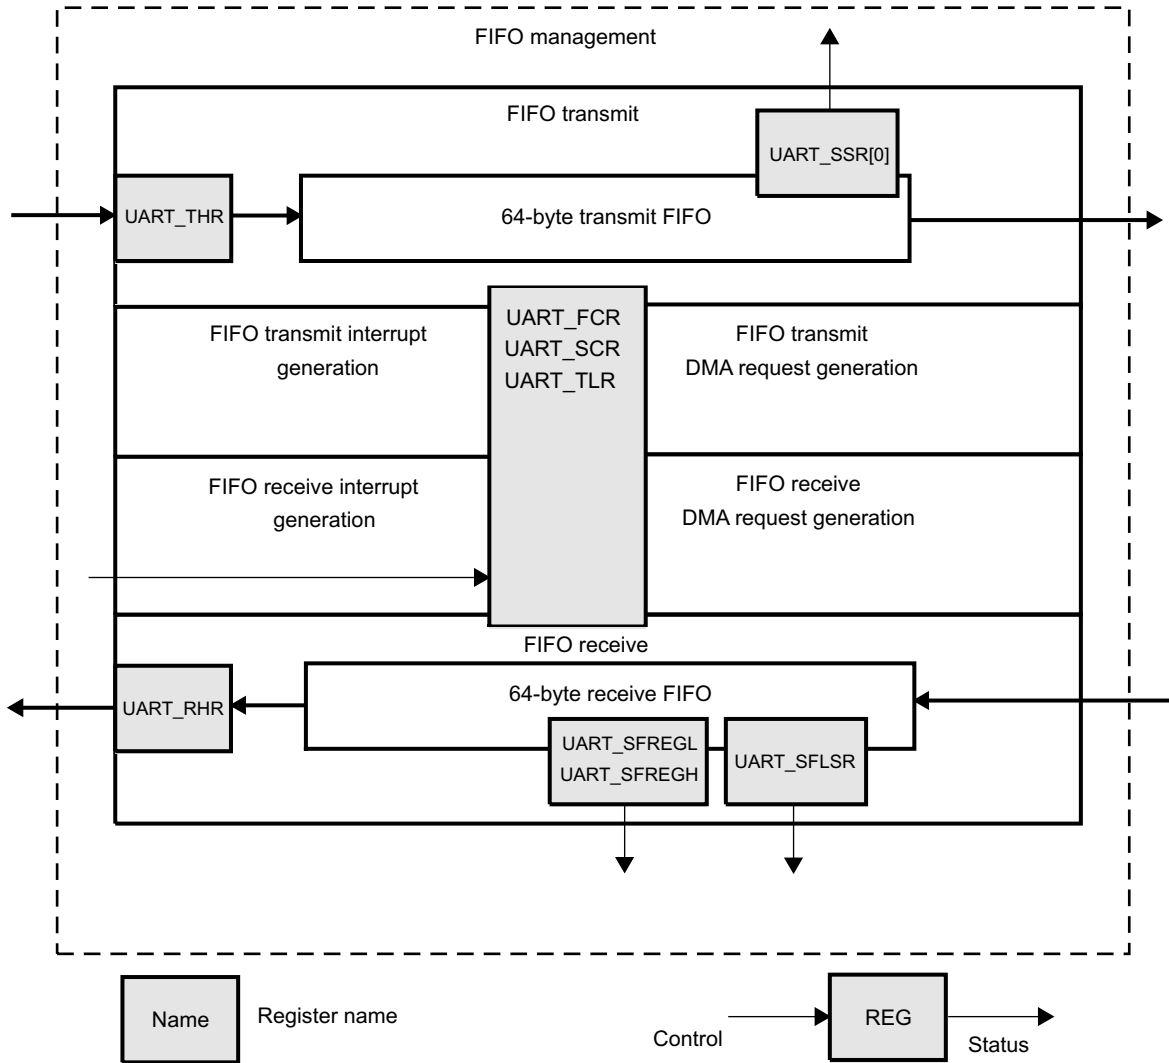 FIFO management
FIFO transmit
UART_SSR[0]
UART_THR
64-byte transmit FIFO
UART_FCR
UART_SCR
UART_TLR
FIFO transmit interrupt
generation
FIFO transmit
DMA request generation
FIFO receive interrupt
generation
FIFO receive
DMA request generation
FIFO receive
64-byte receive FIFO
UART_RHR
UART_SFREGL
UART_SFREGH
UART_SFLSR
Name
Register name
Control
REG
Status